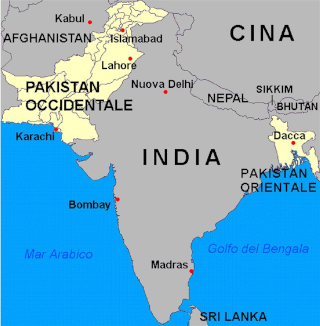 Kabul
AFGHANISTAN
Islamabad
CINA
Lahore
Nuova Delhi
PAKISTAN
OCCIDENTALE
NEPAL
SIKKIM
BHUTAN
Karachi
Dacca
INDIA
PAKISTAN
ORIENTALE
Bombay
Mar Arabico
Golfo del Bengala
Madras
SRI LANKA